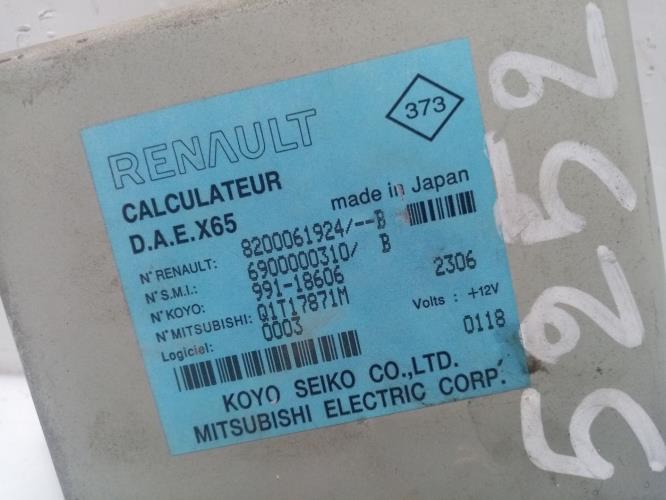 RENAULT
373
CALCULATEUR
D.A.E.X65
made in Japan
N° RENAULT: 8200061924/--B
N° S.M.I.: 6900000310/ B
N° KOYO: 991-18606
2306
N° MITSUBISHI: Q1T17871M
Volts : +12V
Logiciel: 0003
0118
KOYO SEIKO CO.,LTD.
MITSUBISHI ELECTRIC CORP.
5252